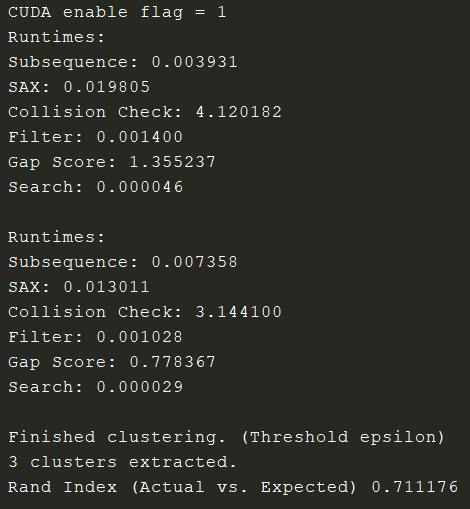 CUDA enable flag = 1
Runtimes:
Subsequence: 0.003931
SAX: 0.019805
Collision Check: 4.120182
Filter: 0.001400
Gap Score: 1.355237
Search: 0.000046
Runtimes:
Subsequence: 0.007358
SAX: 0.013011
Collision Check: 3.144100
Filter: 0.001028
Gap Score: 0.778367
Search: 0.000029
Finished clustering. (Threshold epsilon)
3 clusters extracted.
Rand Index (Actual vs. Expected) 0.711176